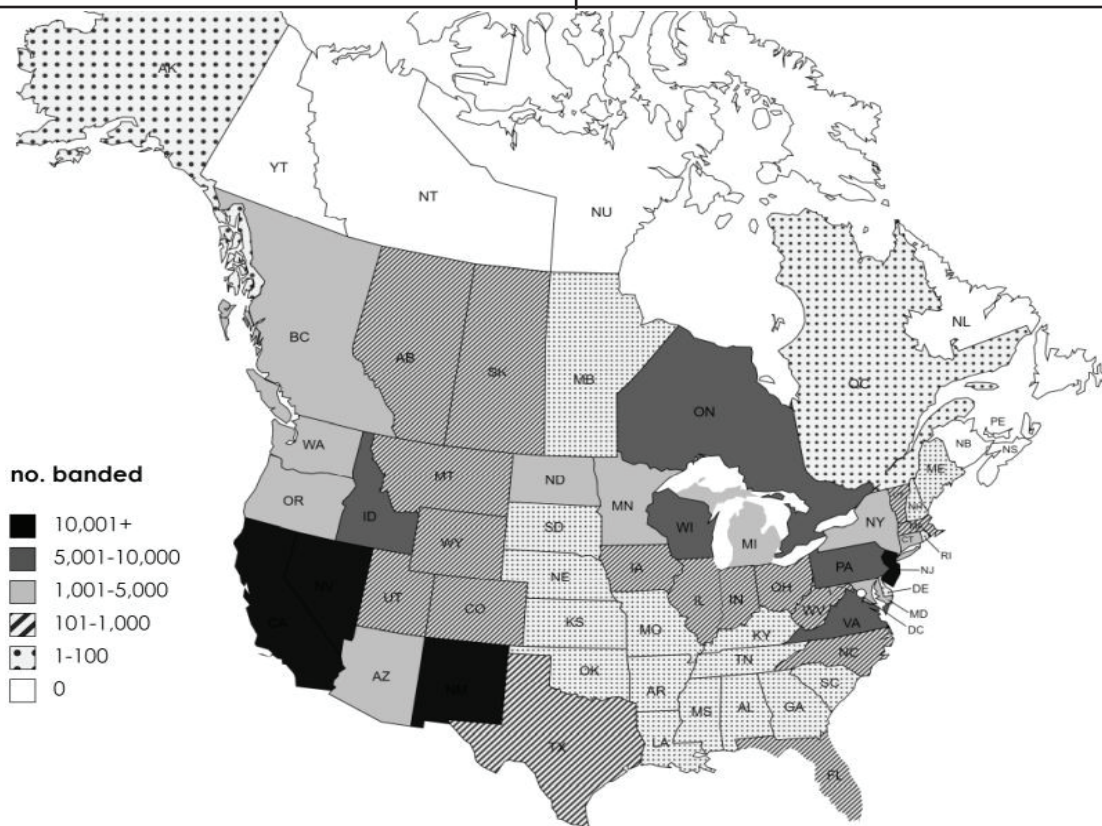 AK
YT
NT
NU
BC
AB
SK
MB
ON
QC
NL
PE
NB
NS
ME
WA
MT
ND
MN
OR
ID
SD
WI
MI
NY
NH
MA
CT
RI
WY
NE
IA
PA
NJ
NV
UT
CO
IL
IN
OH
DE
CA
KS
MO
WV
MD
DC
KY
VA
AZ
NM
OK
AR
TN
NC
MS
AL
GA
SC
TX
LA
FL
no. banded
10,001+
5,001-10,000
1,001-5,000
101-1,000
1-100
0